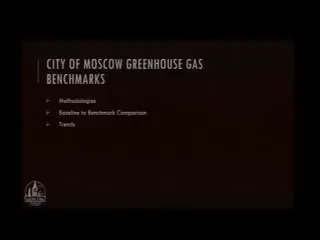 CITY OF MOSCOW GREENHOUSE GAS
BENCHMARKS
Methodologies
Baseline to Benchmark Comparison
Trends